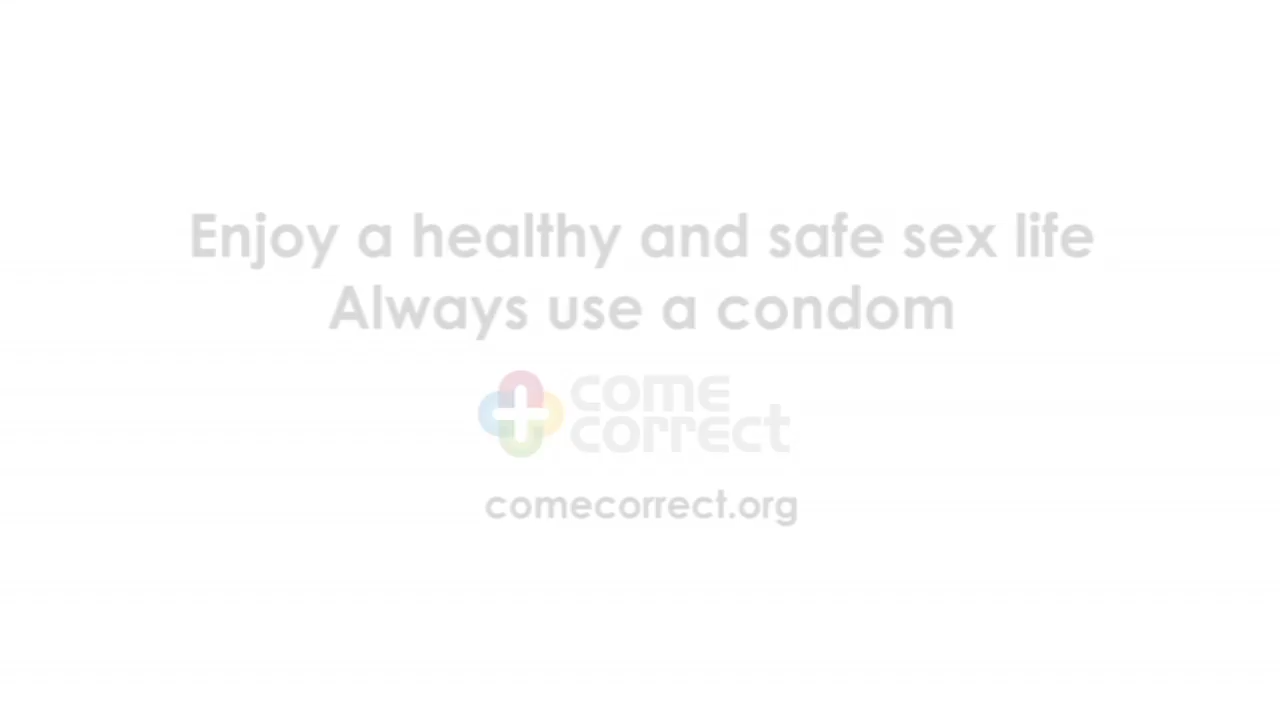 Enjoy a healthy and safe sex life
Always use a condom
come
correct
comecorrect.org